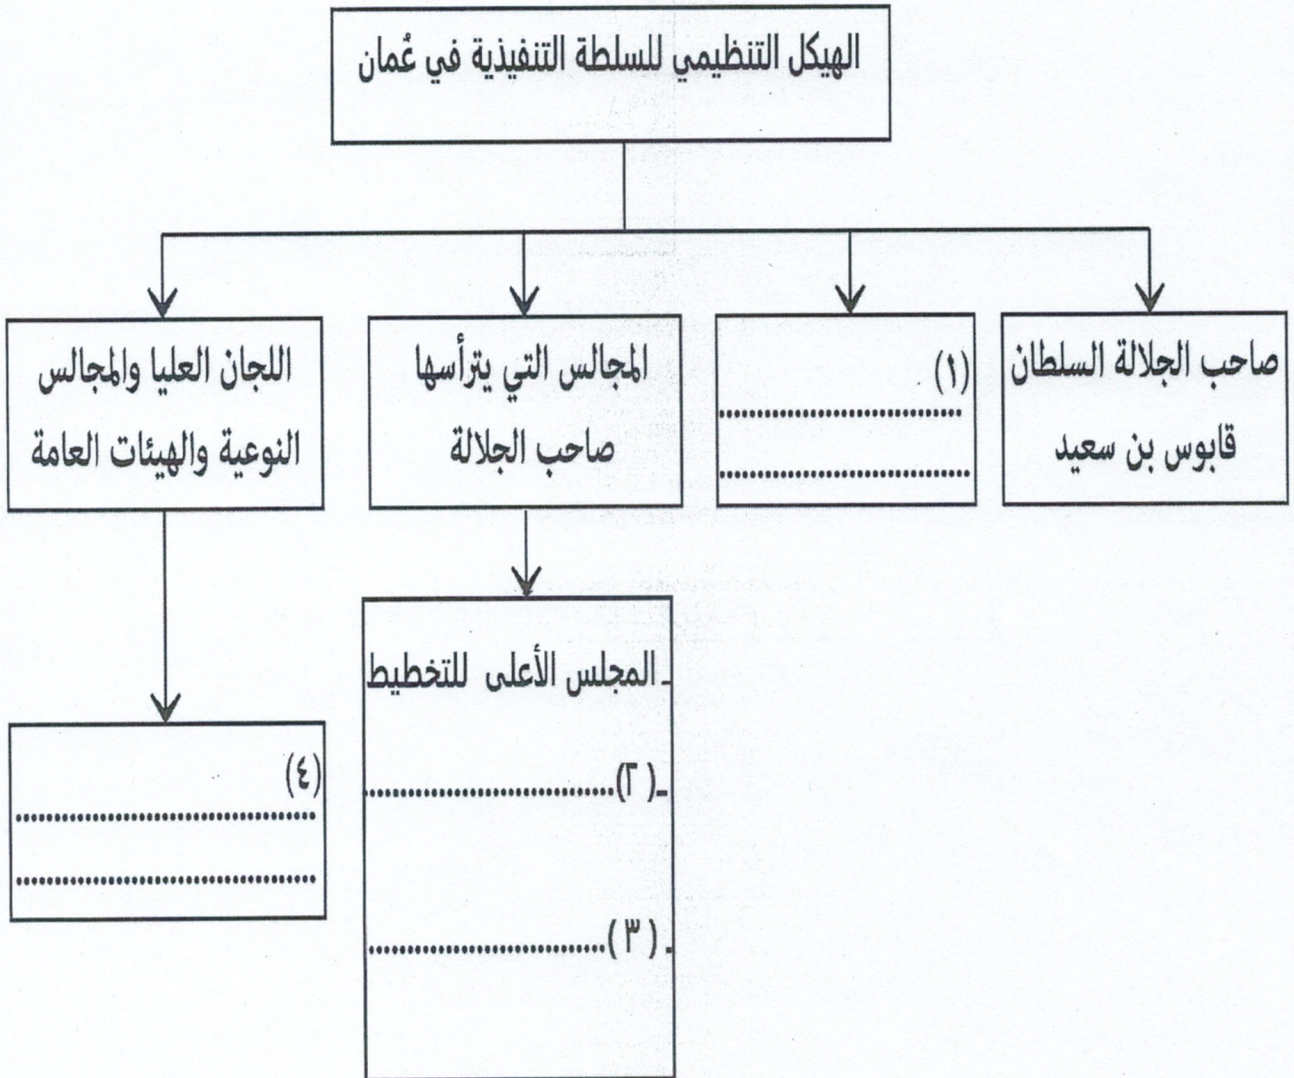 الهيكل التنظيمي للسلطة التنفيذية في عُمان
صاحب الجلالة السلطان
قابوس بن سعيد
(١)
........................................
........................................
المجالس التي يترأسها
صاحب الجلالة
اللجان العليا والمجالس
النوعية والهيئات العامة
ـ المجلس الأعلى للتخطيط
ـ (٢)........................................
ـ (٣)........................................
(٤)
........................................
........................................